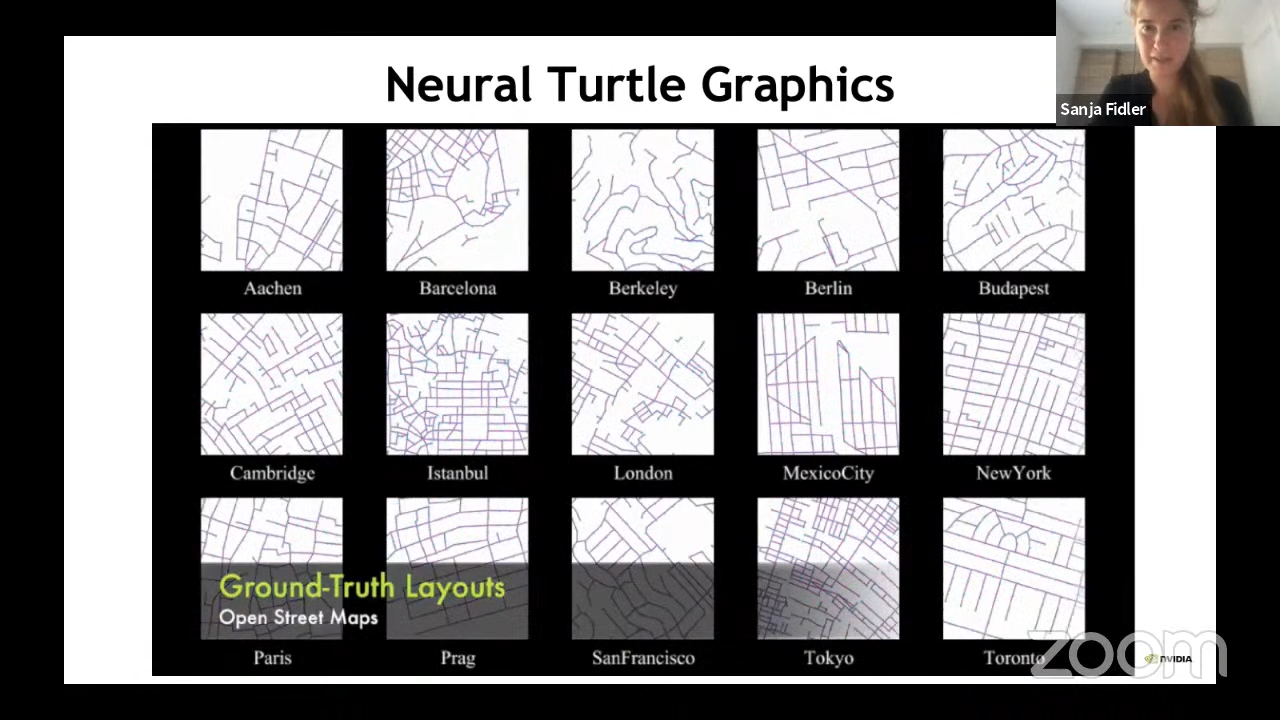 Neural Turtle Graphics
Sanja Fidler
Aachen Barcelona Berkeley Berlin Budapest
Cambridge Istanbul London MexicoCity NewYork
Ground-Truth Layouts
Open Street Maps
Paris Prag SanFrancisco Tokyo Toronto
zoom
NVIDIA